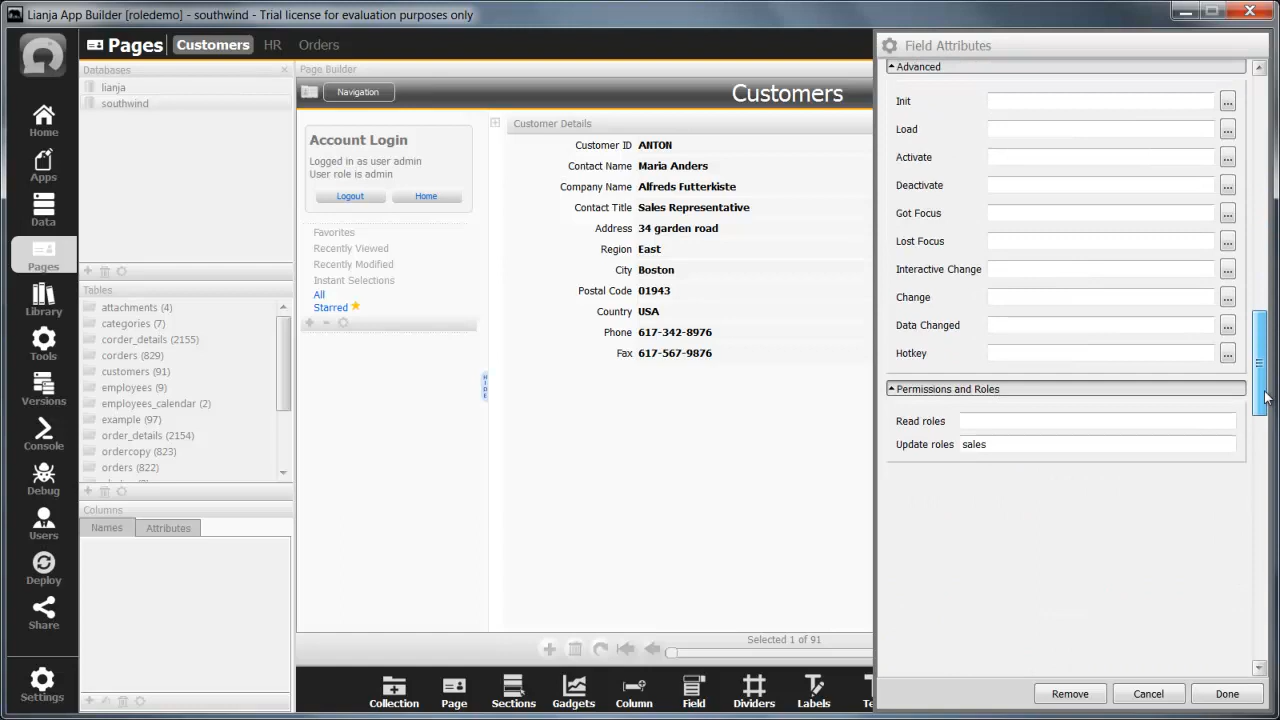 Lianja App Builder [roledemo] - southwind - Trial license for evaluation purposes only
Pages
Customers
HR
Orders
Home
Apps
Data
Pages
Library
Tools
Versions
Console
Debug
Users
Deploy
Share
Settings
Databases
lianja
southwind
Tables
attachments (4)
categories (7)
corder_details (2155)
corders (829)
customers (91)
employees (9)
employees_calendar (2)
example (97)
order_details (2154)
ordercopy (823)
orders (822)
Columns
Names
Attributes
Page Builder
Navigation
Customers
Account Login
Logged in as user admin
User role is admin
Logout
Home
Favorites
Recently Viewed
Recently Modified
Instant Selections
All
Starred
HIDE
Customer Details
Customer ID ANTON
Contact Name Maria Anders
Company Name Alfreds Futterkiste
Contact Title Sales Representative
Address 34 garden road
Region East
City Boston
Postal Code 01943
Country USA
Phone 617-342-8976
Fax 617-567-9876
Selected 1 of 91
Collection
Page
Sections
Gadgets
Column
Field
Dividers
Labels
Field Attributes
Advanced
Init ...
Load ...
Activate ...
Deactivate ...
Got Focus ...
Lost Focus ...
Interactive Change ...
Change ...
Data Changed ...
Hotkey ...
Permissions and Roles
Read roles
Update roles sales
Remove
Cancel
Done